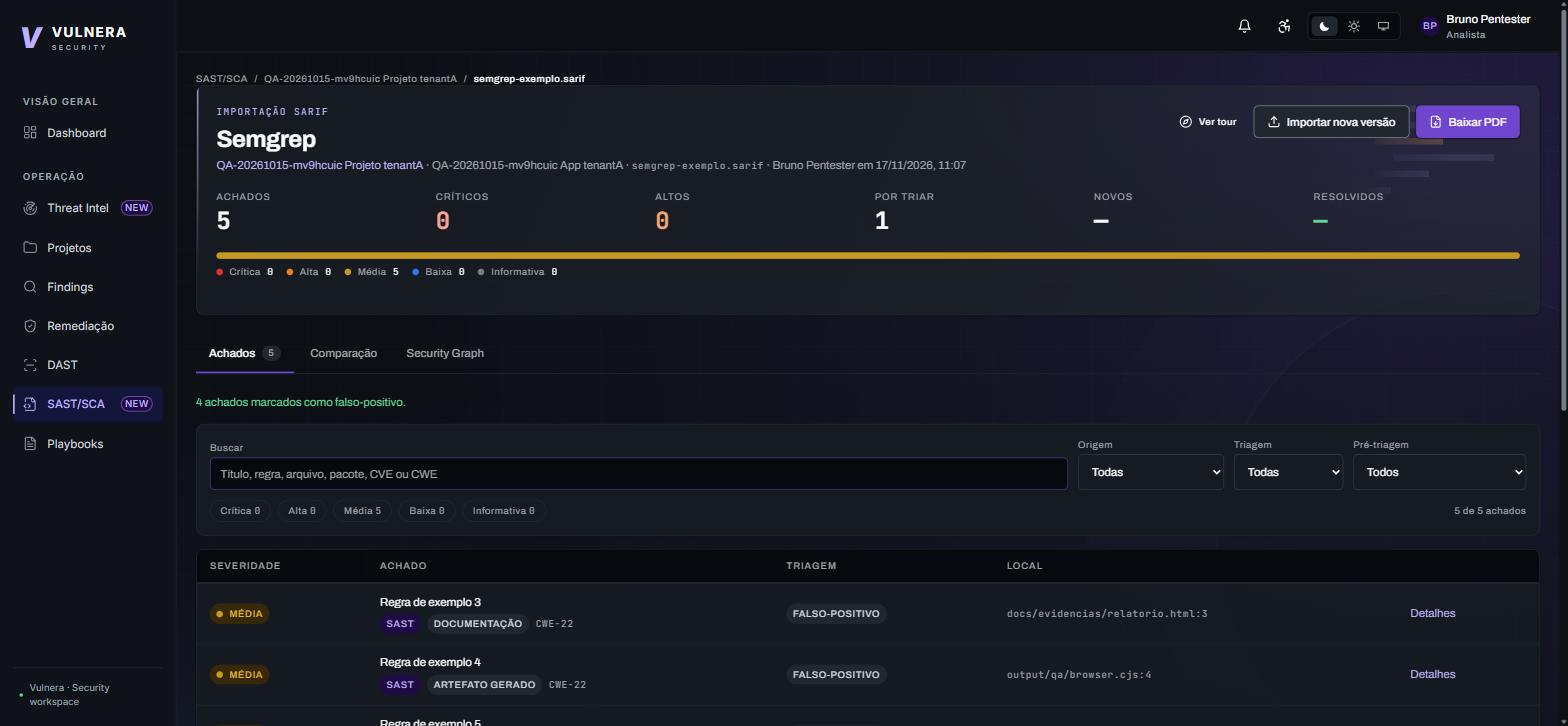 VULNERA
SECURITY
VISÃO GERAL
Dashboard
OPERAÇÃO
Threat Intel NEW
Projetos
Findings
Remediação
DAST
SAST/SCA NEW
Playbooks
Vulnera · Security
workspace
BP Bruno Pentester
Analista
SAST/SCA / QA-20261015-mv9hcuic Projeto tenantA / semgrep-exemplo.sarif
IMPORTAÇÃO SARIF
Semgrep
QA-20261015-mv9hcuic Projeto tenantA · QA-20261015-mv9hcuic App tenantA · semgrep-exemplo.sarif · Bruno Pentester em 17/11/2026, 11:07
Ver tour Importar nova versão Baixar PDF
ACHADOS CRÍTICOS ALTOS POR TRIAR NOVOS RESOLVIDOS
5 0 0 1 — —
Crítica 0 Alta 0 Média 5 Baixa 0 Informativa 0
Achados 5 Comparação Security Graph
4 achados marcados como falso-positivo.
Buscar Origem Triagem Pré-triagem
Título, regra, arquivo, pacote, CVE ou CWE Todas Todas Todos
Crítica 0 Alta 0 Média 5 Baixa 0 Informativa 0 5 de 5 achados
SEVERIDADE ACHADO TRIAGEM LOCAL
MÉDIA Regra de exemplo 3 FALSO-POSITIVO docs/evidencias/relatorio.html:3 Detalhes
SAST DOCUMENTAÇÃO CWE-22
MÉDIA Regra de exemplo 4 FALSO-POSITIVO output/qa/browser.cjs:4 Detalhes
SAST ARTEFATO GERADO CWE-22
Regra de exemplo 5